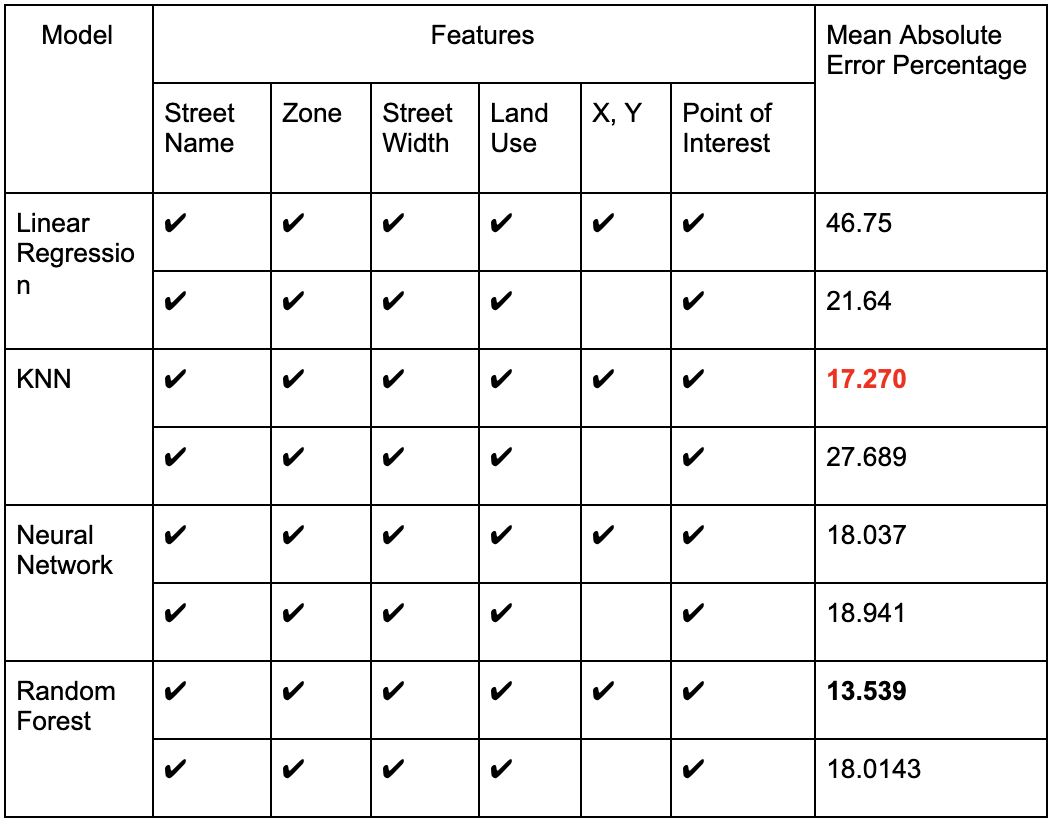 Model
Features
Mean Absolute
Error Percentage
Street
Name
Zone
Street
Width
Land
Use
X, Y
Point of
Interest
Linear
Regressio
n
✔ ✔ ✔ ✔ ✔ ✔ 46.75
✔ ✔ ✔ ✔ ✔ 21.64
KNN
✔ ✔ ✔ ✔ ✔ ✔ 17.270
✔ ✔ ✔ ✔ ✔ 27.689
Neural
Network
✔ ✔ ✔ ✔ ✔ ✔ 18.037
✔ ✔ ✔ ✔ ✔ 18.941
Random
Forest
✔ ✔ ✔ ✔ ✔ ✔ 13.539
✔ ✔ ✔ ✔ ✔ 18.0143